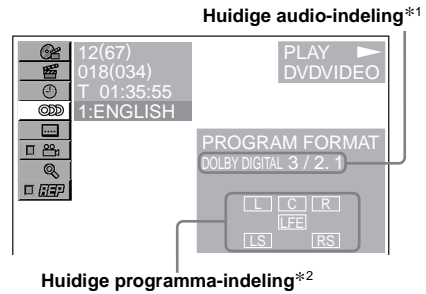 Huidige audio-indeling*1
12(67)
018(034)
T 01:35:55
1:ENGLISH
PLAY
DVDVIDEO
REP
PROGRAM FORMAT
DOLBY DIGITAL 3 / 2. 1
L C R
LFE
LS RS
Huidige programma-indeling*2